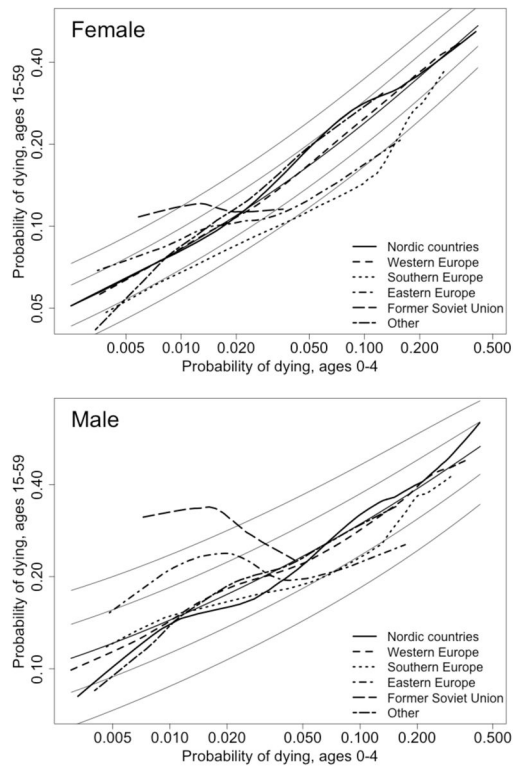 Female
Probability of dying, ages 15-59
0.40
0.20
0.10
0.05
Nordic countries
Western Europe
Southern Europe
Eastern Europe
Former Soviet Union
Other
0.005 0.010 0.020 0.050 0.100 0.200 0.500
Probability of dying, ages 0-4
Male
Probability of dying, ages 15-59
0.40
0.20
0.10
Nordic countries
Western Europe
Southern Europe
Eastern Europe
Former Soviet Union
Other
0.005 0.010 0.020 0.050 0.100 0.200 0.500
Probability of dying, ages 0-4